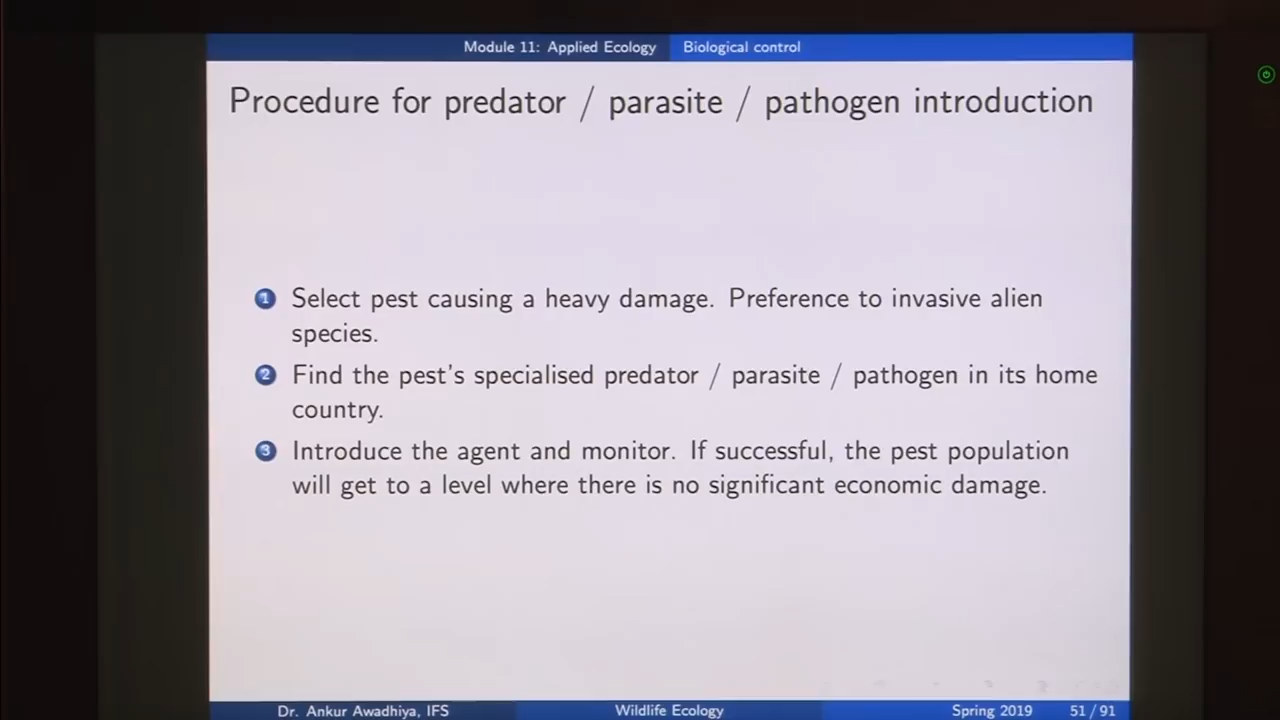 Module 11: Applied Ecology Biological control
Procedure for predator / parasite / pathogen introduction
1 Select pest causing a heavy damage. Preference to invasive alien
species.
2 Find the pest's specialised predator / parasite / pathogen in its home
country.
3 Introduce the agent and monitor. If successful, the pest population
will get to a level where there is no significant economic damage.
Dr. Ankur Awadhiya, IFS Wildlife Ecology Spring 2019 51 / 91